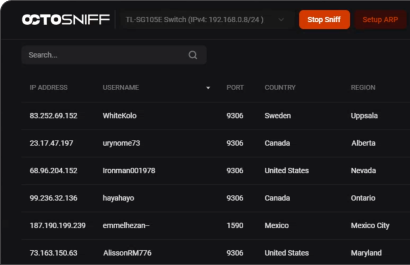 OCTOSNIFF TL-SG105E Switch (IPv4: 192.168.0.8/24 ) Stop Sniff Setup ARP
Search...
IP ADDRESS USERNAME PORT COUNTRY REGION
83.252.69.152 WhiteKolo 9306 Sweden Uppsala
23.17.47.197 urynome73 9306 Canada Alberta
68.96.204.152 Ironman001978 9306 United States Nevada
99.236.32.136 hayahayo 9306 Canada Ontario
187.190.199.239 emmelhezan-- 1590 Mexico Mexico City
73.163.150.63 AlissonRM776 9306 United States Maryland